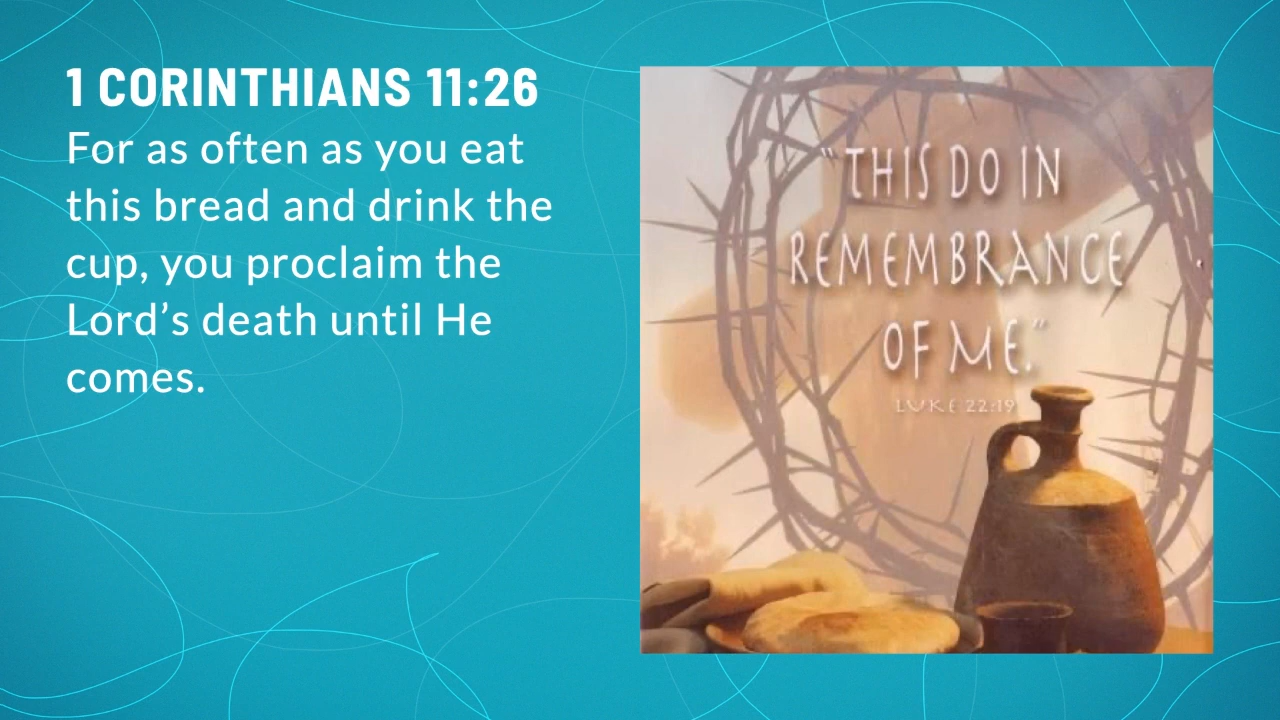 1 CORINTHIANS 11:26
For as often as you eat
this bread and drink the
cup, you proclaim the
Lord’s death until He
comes.
“THIS DO IN
REMEMBRANCE
OF ME.”
LUKE 22:19